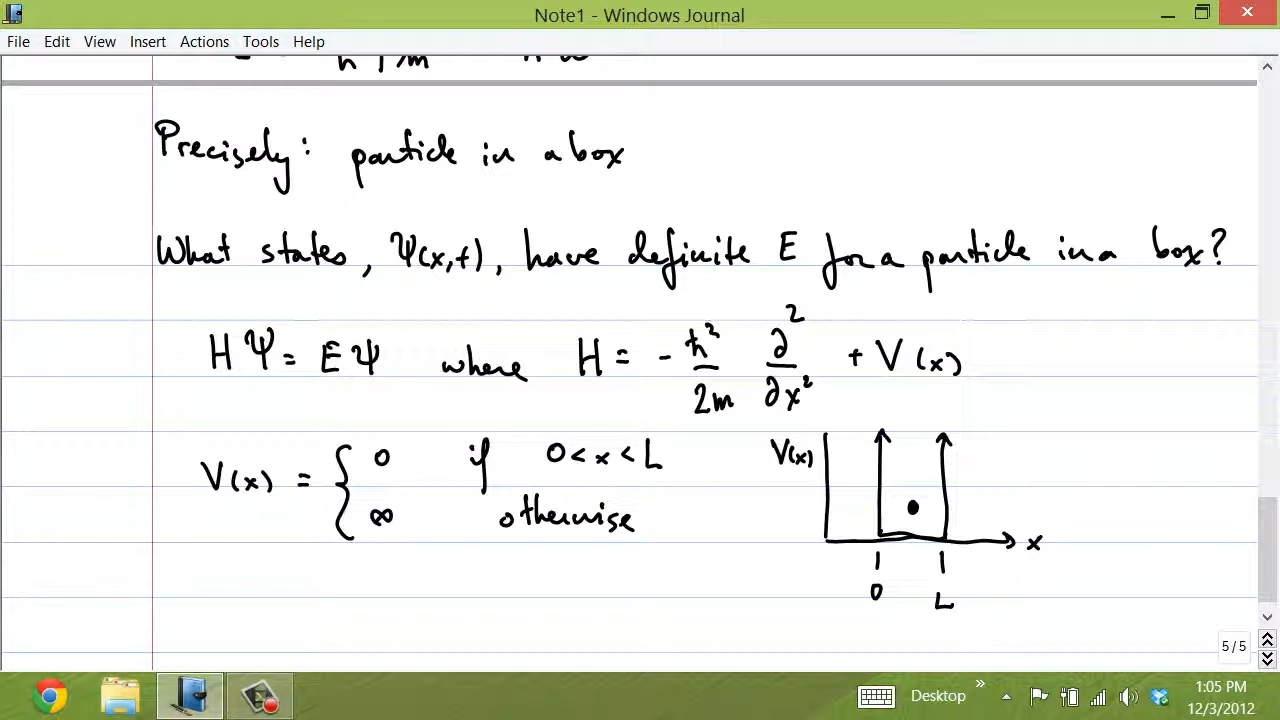 Note1 - Windows Journal
File Edit View Insert Actions Tools Help
Precisely: particle in a box
What states, Ψ(x,t), have definite E for a particle in a box?
HΨ = EΨ where H = -ħ²/2m ∂²/∂x² + V(x)
V(x) = { 0 if 0 < x < L
∞ otherwise
V(x)
x
0 L
5 / 5
Desktop
1:05 PM
12/3/2012